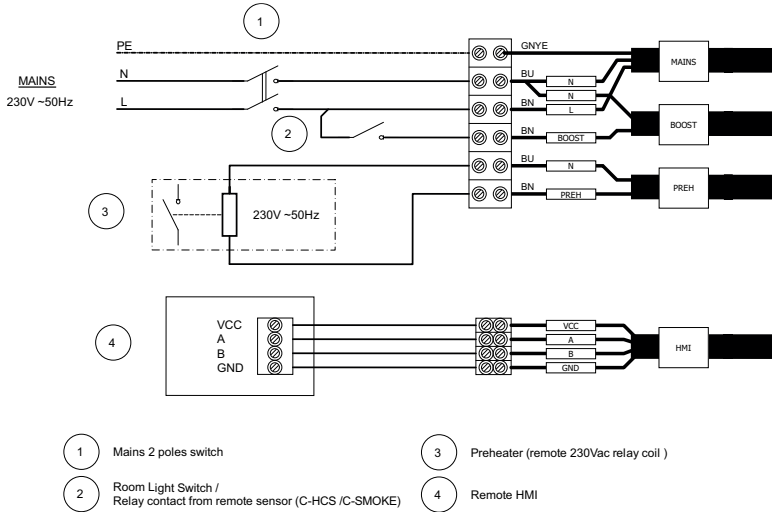 1
PE
GNYE
MAINS
230V ~50Hz
N
BU
N
MAINS
N
L
BN
L
2
BN
BOOST
BOOST
BU
N
3
230V ~50Hz
BN
PREH
PREH
4
VCC
VCC
A
A
B
B
GND
GND
HMI
1 Mains 2 poles switch
3 Preheater (remote 230Vac relay coil )
2 Room Light Switch /
Relay contact from remote sensor (C-HCS /C-SMOKE)
4 Remote HMI